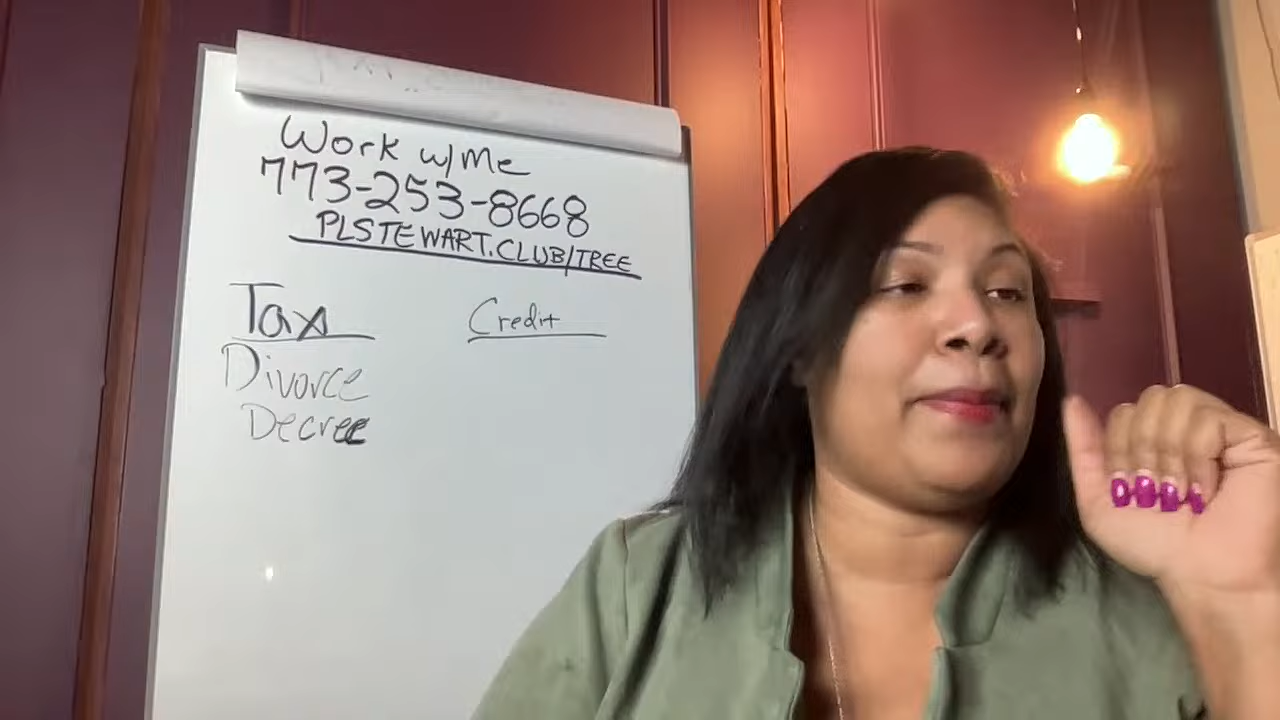 Work w/Me
773-253-8668
PLSTEWART.CLUB/TREE
Tax
Credit
Divorce
Decree